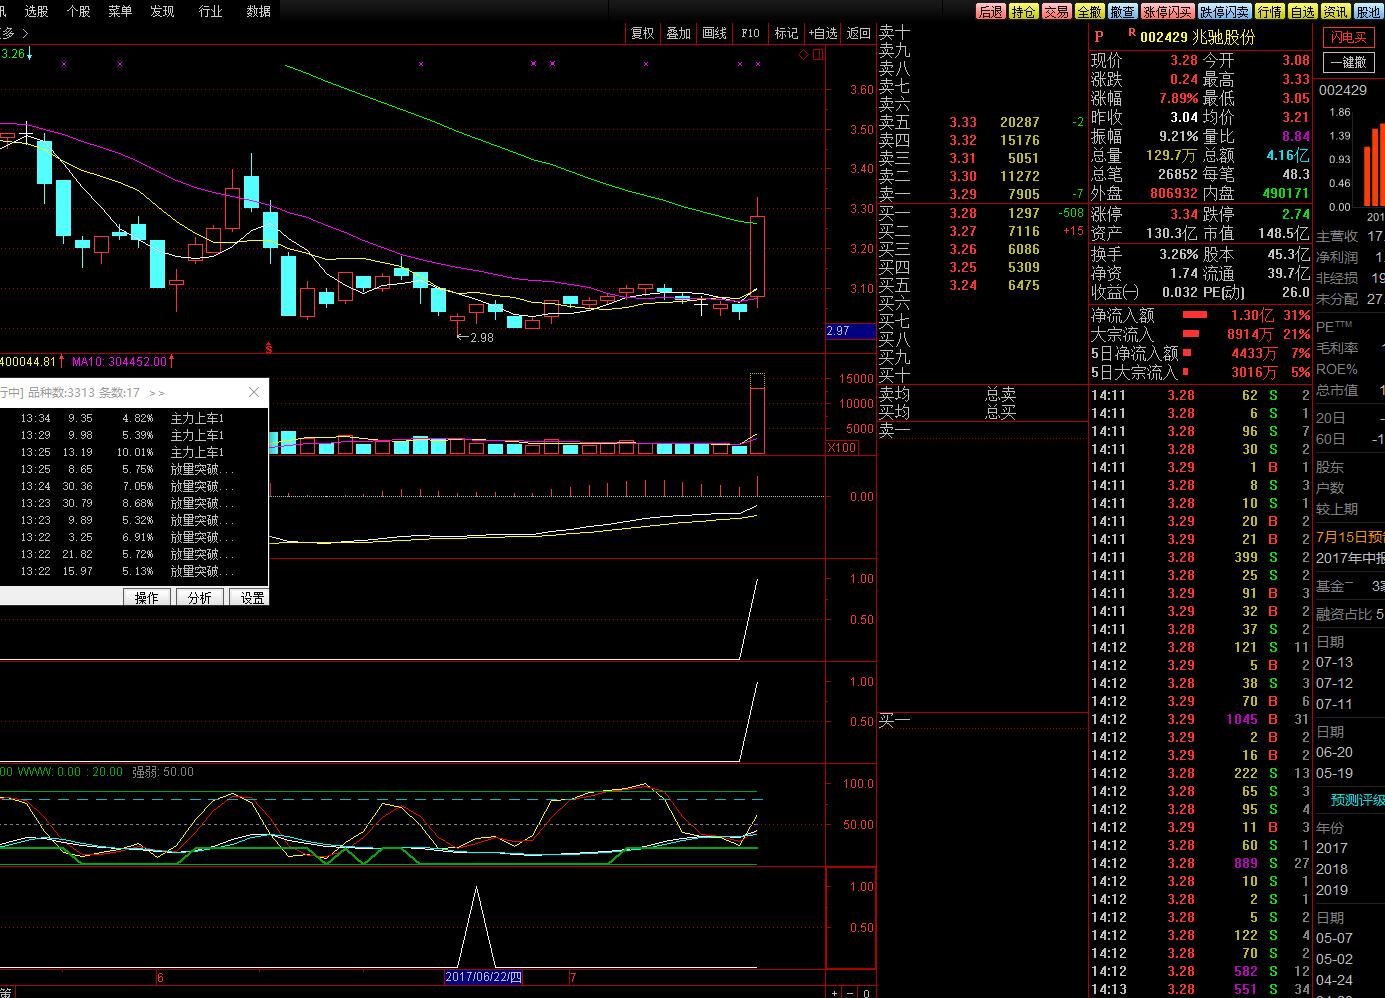 讯 选股 个股 菜单 发现 行业 数据
后退 持仓 交易 全撤 撤查 涨停闪买 跌停闪卖 行情 自选 资讯 股池
多 >
复权 叠加 画线 F10 标记 +自选 返回
3.26↓
3.60
3.50
3.40
3.30
3.20
3.10
2.97
←2.98
400044.81↑ MA10: 304452.00↑
15000
10000
5000
X100
行中] 品种数:3313 条数:17 >>
13:34 9.35 4.82% 主力上车1
13:29 9.98 5.39% 主力上车1
13:25 13.19 10.01% 主力上车1
13:25 8.65 5.75% 放量突破...
13:24 30.36 7.05% 放量突破...
13:23 30.79 8.68% 放量突破...
13:23 9.89 5.32% 放量突破...
13:22 3.25 6.91% 放量突破...
13:22 21.82 5.72% 放量突破...
13:22 15.97 5.13% 放量突破...
操作 分析 设置
0.00
1.00
0.50
1.00
0.50
00 WWW: 0.00 : 20.00 强弱: 50.00
100.0
50.00
1.00
0.50
6 2017/06/22/四 7
策
+ - 0
卖十
卖九
卖八
卖七
卖六
卖五 3.33 20287 -2
卖四 3.32 15176
卖三 3.31 5051
卖二 3.30 11272
卖一 3.29 7905 -7
买一 3.28 1297 -508
买二 3.27 7116 +15
买三 3.26 6086
买四 3.25 5309
买五 3.24 6475
买六
买七
买八
买九
买十
卖均 总卖
买均 总买
卖一
买一
P R 002429 兆驰股份
现价 3.28 今开 3.08
涨跌 0.24 最高 3.33
涨幅 7.89% 最低 3.05
昨收 3.04 均价 3.21
振幅 9.21% 量比 8.84
总量 129.7万 总额 4.16亿
总笔 26852 每笔 48.3
外盘 806932 内盘 490171
涨停 3.34 跌停 2.74
资产 130.3亿 市值 148.5亿
换手 3.26% 股本 45.3亿
净资 1.74 流通 39.7亿
收益(一) 0.032 PE(动) 26.0
净流入额 1.30亿 31%
大宗流入 8914万 21%
5日净流入额 4433万 7%
5日大宗流入 3016万 5%
14:11 3.28 62 S 2
14:11 3.28 6 S 1
14:11 3.28 96 S 7
14:11 3.28 30 S 2
14:11 3.29 1 B 1
14:11 3.28 8 S 3
14:11 3.28 10 S 1
14:11 3.29 20 B 2
14:11 3.29 21 B 2
14:11 3.28 399 S 2
14:11 3.28 25 S 2
14:11 3.29 91 B 3
14:11 3.29 32 B 2
14:11 3.28 37 S 2
14:12 3.28 121 S 11
14:12 3.29 5 B 2
14:12 3.28 38 S 3
14:12 3.29 70 B 6
14:12 3.29 1045 B 31
14:12 3.29 2 B 2
14:12 3.29 16 B 2
14:12 3.28 222 S 13
14:12 3.28 65 S 3
14:12 3.28 95 S 4
14:12 3.29 11 B 3
14:12 3.28 60 S 1
14:12 3.28 889 S 27
14:12 3.28 10 S 1
14:12 3.28 2 S 1
14:12 3.28 5 S 2
14:12 3.28 122 S 4
14:12 3.28 70 S 2
14:12 3.28 582 S 12
14:13 3.28 551 S 34
闪电买
一键撤
002429
1.86
1.39
0.93
0.46
0.00
201
主营收 17.
净利润 1.
非经损 19
未分配 27.
PE™
毛利率
ROE%
总市值 1
20日 -
60日 -1
股东
户数
较上期
7月15日预
2017年中报
基金 3家
融资占比 5
日期
07-13
07-12
07-11
日期
06-20
05-19
预测评级
年份
2017
2018
2019
日期
05-07
05-02
04-24